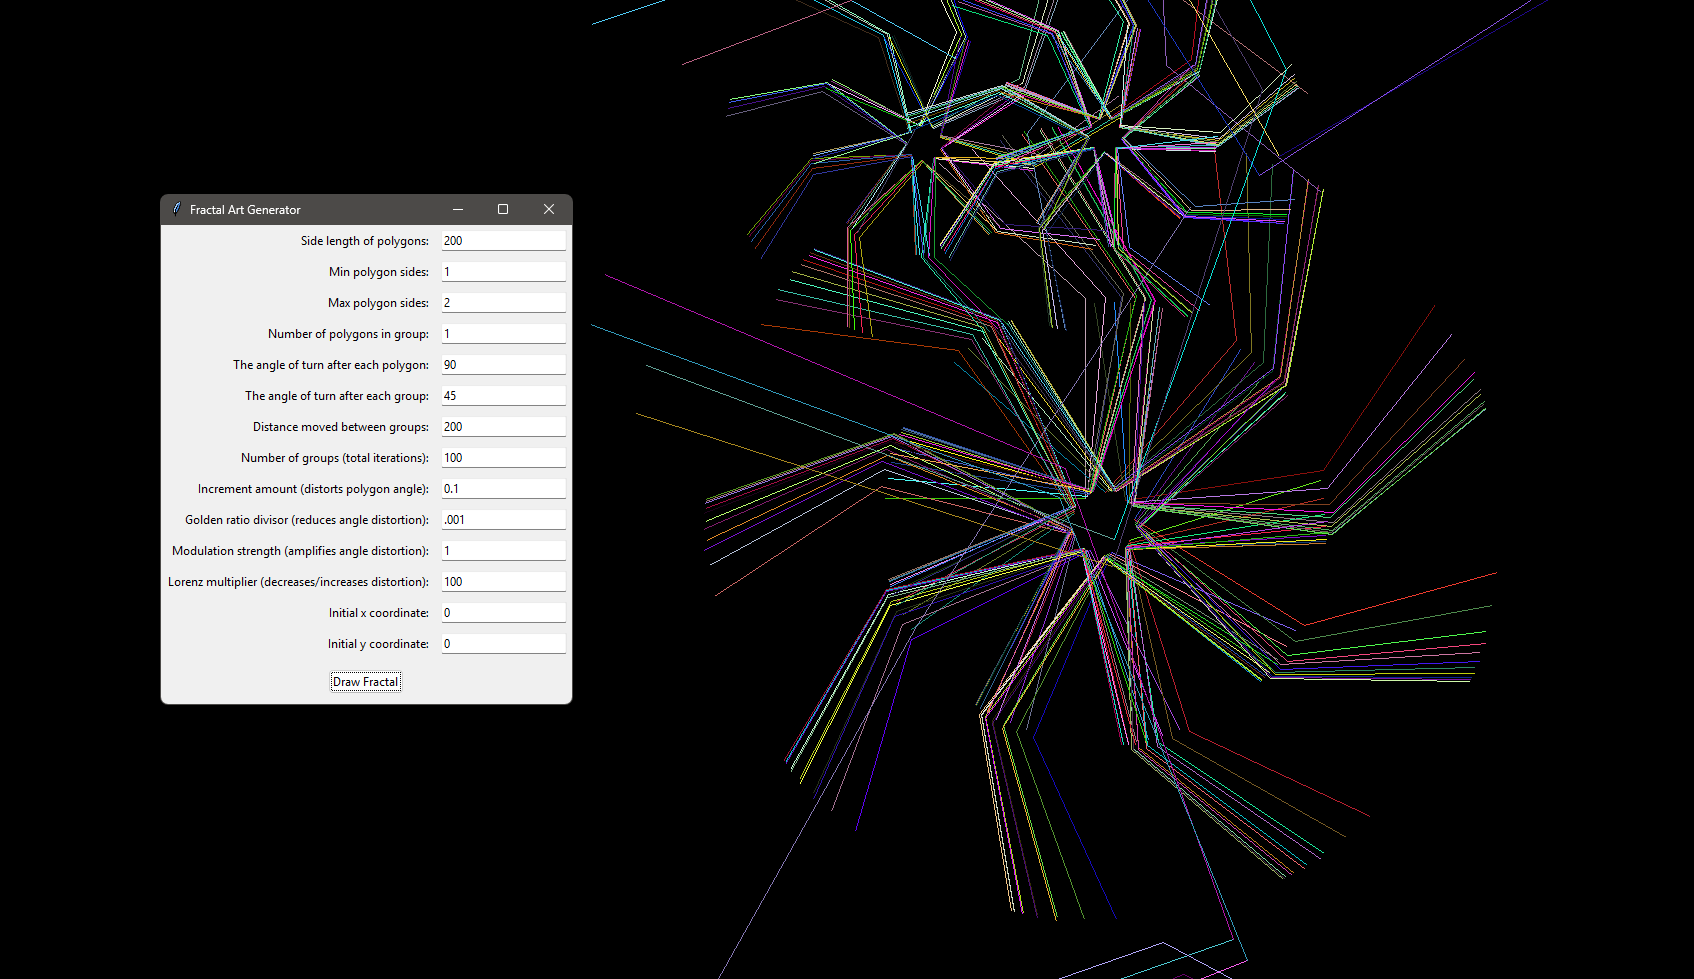 Fractal Art Generator
Side length of polygons: 200
Min polygon sides: 1
Max polygon sides: 2
Number of polygons in group: 1
The angle of turn after each polygon: 90
The angle of turn after each group: 45
Distance moved between groups: 200
Number of groups (total iterations): 100
Increment amount (distorts polygon angle): 0.1
Golden ratio divisor (reduces angle distortion): .001
Modulation strength (amplifies angle distortion): 1
Lorenz multiplier (decreases/increases distortion): 100
Initial x coordinate: 0
Initial y coordinate: 0
Draw Fractal